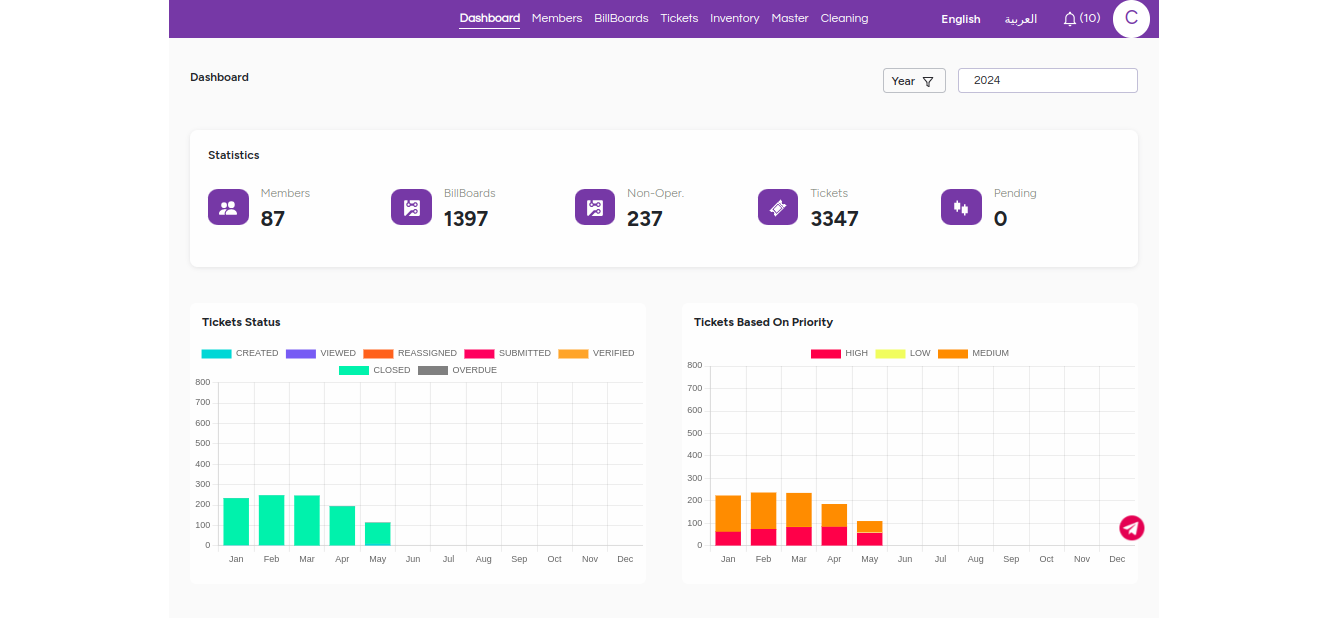 Dashboard Members BillBoards Tickets Inventory Master Cleaning English العربية (10) C
Dashboard
Year 2024
Statistics
Members BillBoards Non-Oper. Tickets Pending
87 1397 237 3347 0
Tickets Status
CREATED VIEWED REASSIGNED SUBMITTED VERIFIED
CLOSED OVERDUE
800
700
600
500
400
300
200
100
0
Jan Feb Mar Apr May Jun Jul Aug Sep Oct Nov Dec
Tickets Based On Priority
HIGH LOW MEDIUM
800
700
600
500
400
300
200
100
0
Jan Feb Mar Apr May Jun Jul Aug Sep Oct Nov Dec